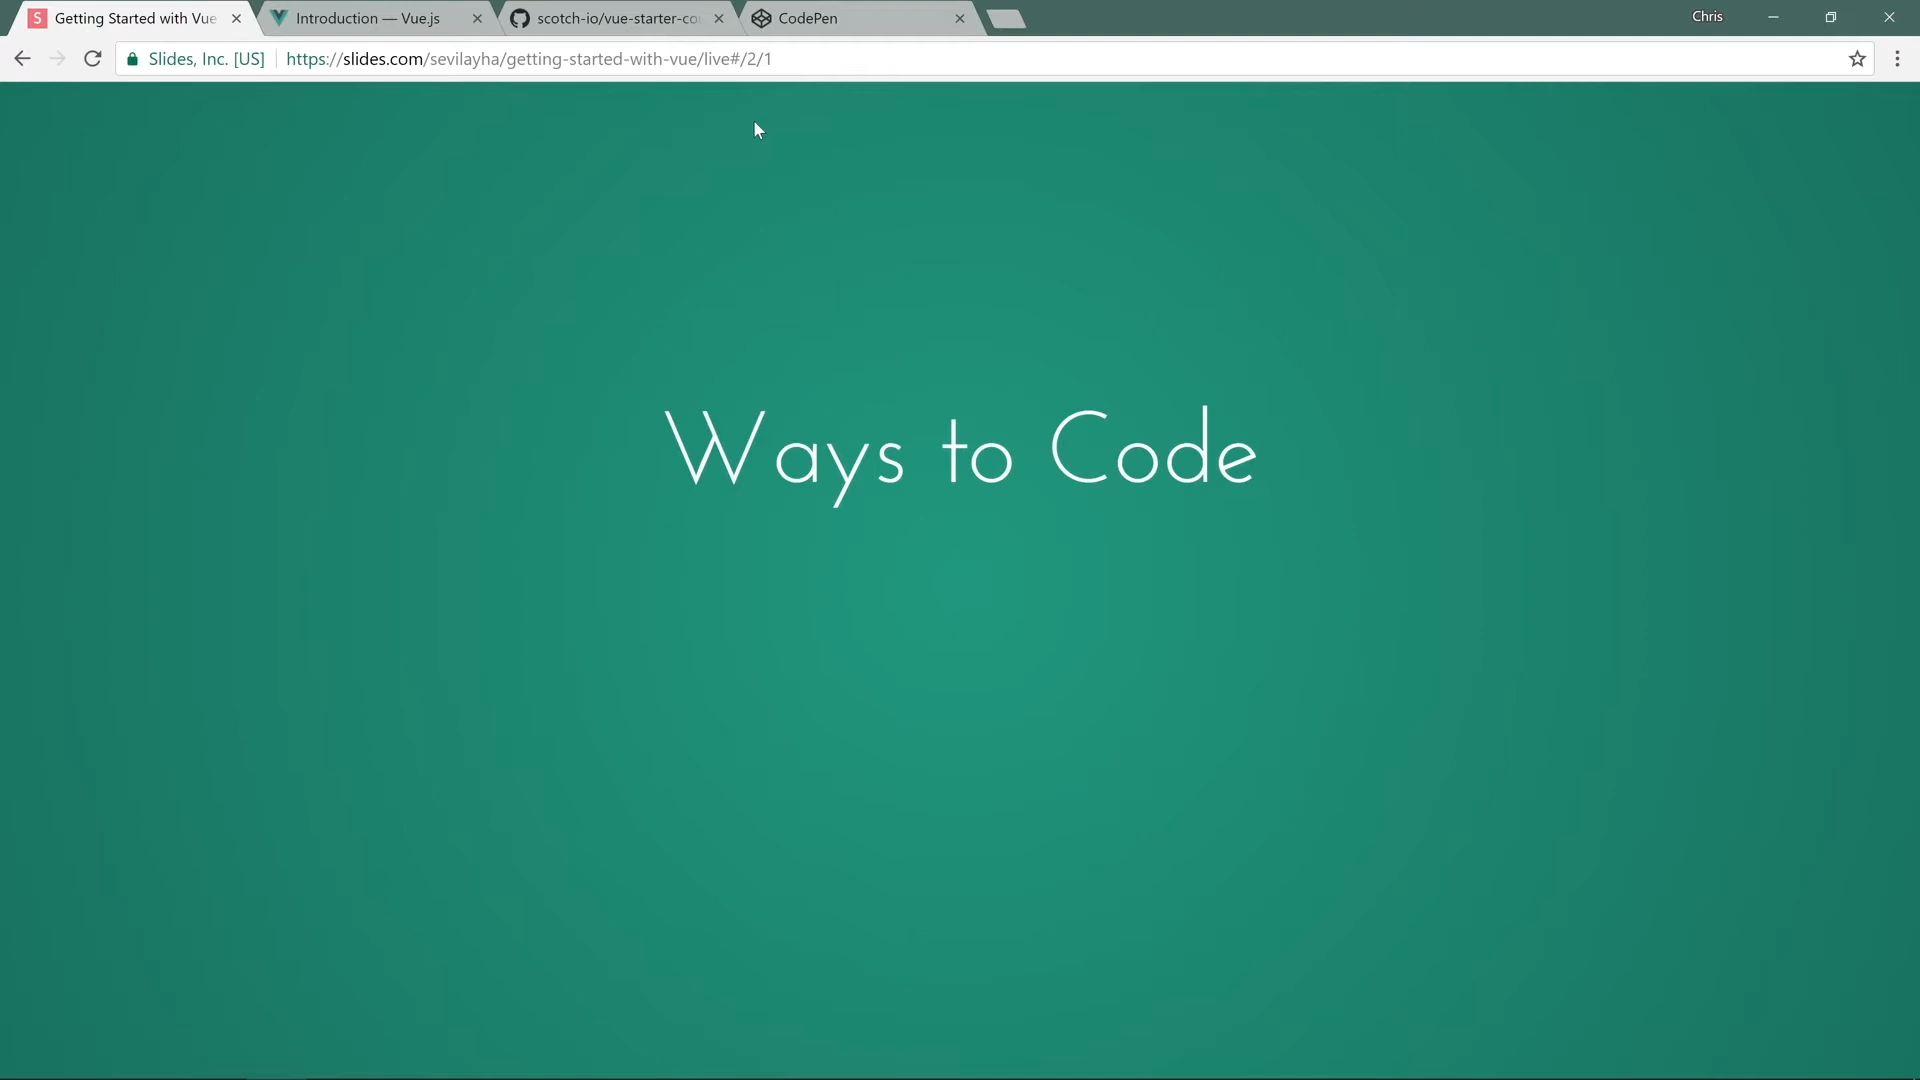 S Getting Started with Vue
Introduction — Vue.js
scotch-io/vue-starter-co
CodePen
Chris
Slides, Inc. [US]
https://slides.com/sevilayha/getting-started-with-vue/live#/2/1
Ways to Code